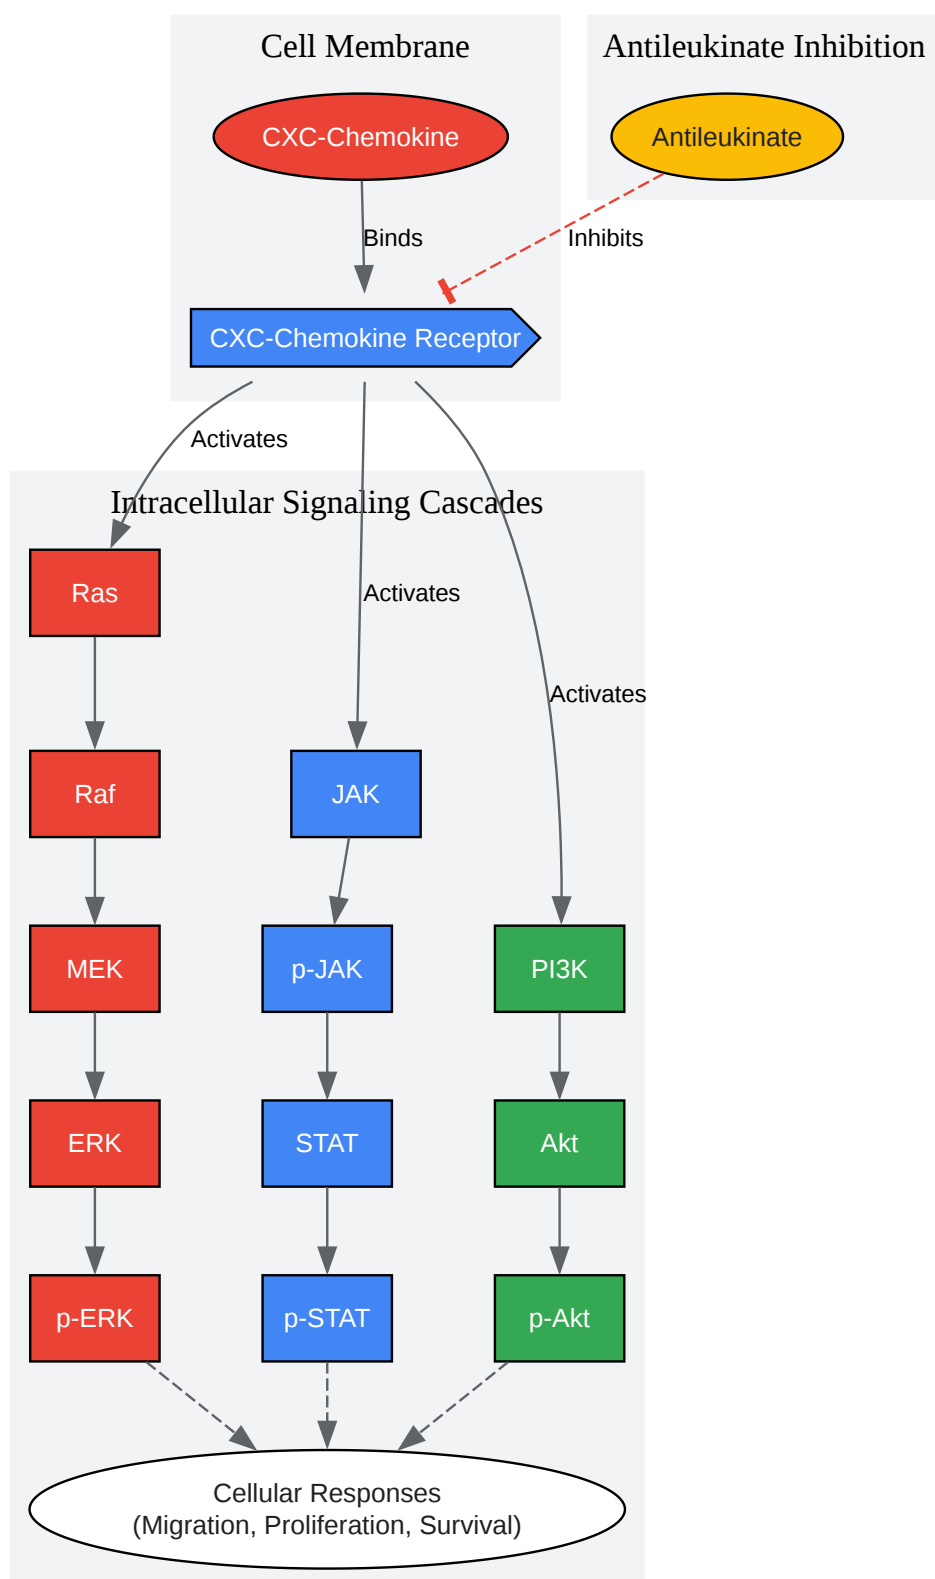 Cell Membrane
Antileukinate Inhibition
CXC-Chemokine
Antileukinate
Binds
Inhibits
CXC-Chemokine Receptor
Activates
Intracellular Signaling Cascades
Ras
Activates
Activates
Raf
JAK
MEK
p-JAK
PI3K
ERK
STAT
Akt
p-ERK
p-STAT
p-Akt
Cellular Responses
(Migration, Proliferation, Survival)